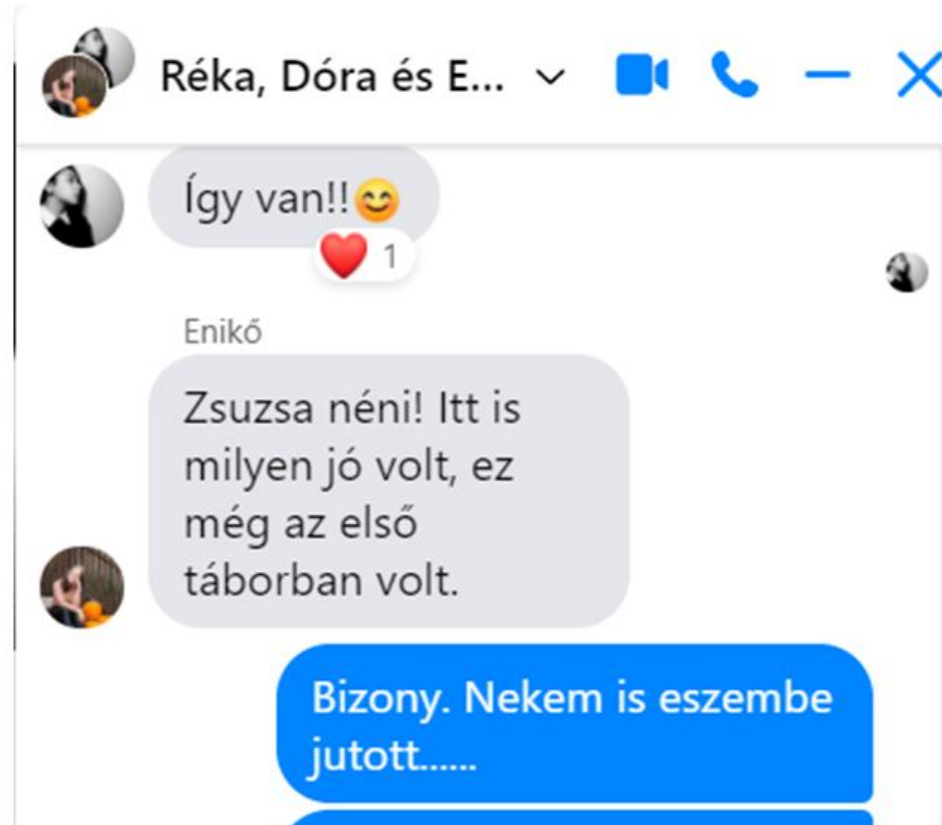 Réka, Dóra és E...
Így van!!😊
❤️ 1
Enikő
Zsuzsa néni! Itt is
milyen jó volt, ez
még az első
táborban volt.
Bizony. Nekem is eszembe
jutott......